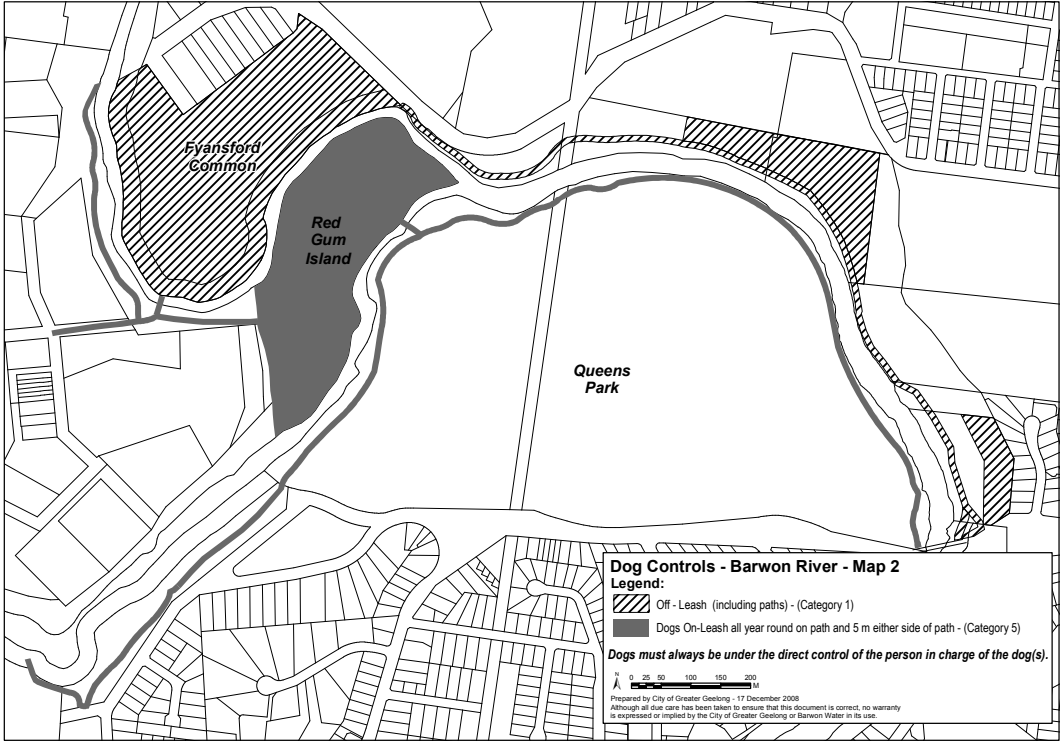 Fyansford
Common
Red
Gum
Island
Queens
Park
Dog Controls - Barwon River - Map 2
Legend:
Off - Leash (including paths) - (Category 1)
Dogs On-Leash all year round on path and 5 m either side of path - (Category 5)
Dogs must always be under the direct control of the person in charge of the dog(s).
N
0 25 50 100 150 200
M
Prepared by City of Greater Geelong - 17 December 2008
Although all due care has been taken to ensure that this document is correct, no warranty
is expressed or implied by the City of Greater Geelong or Barwon Water in its use.